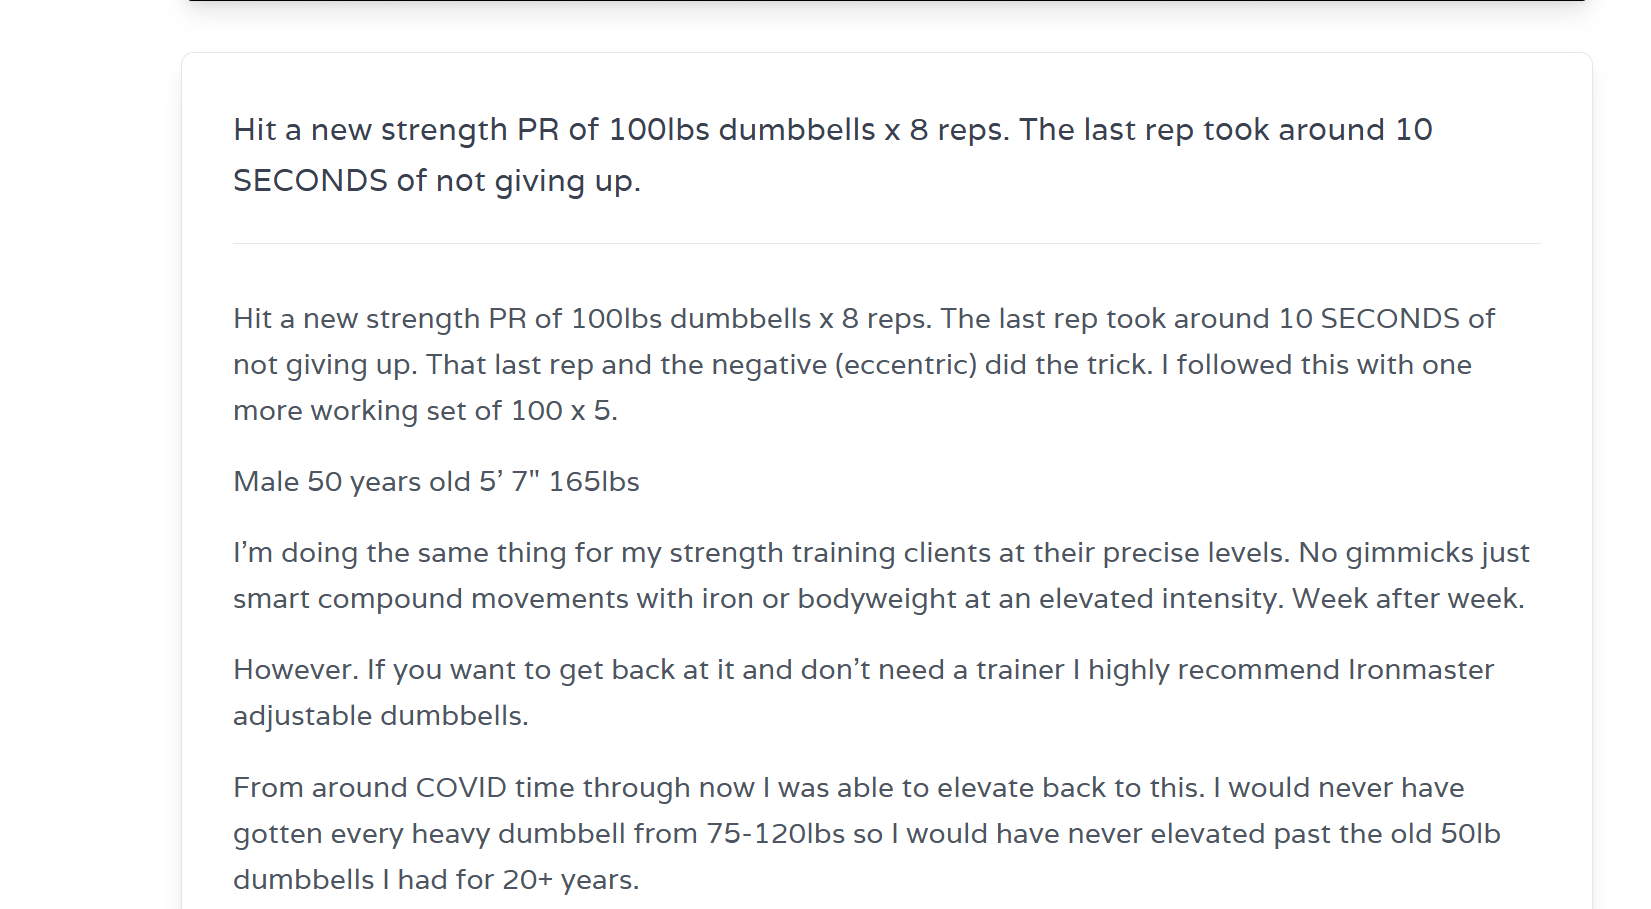 Hit a new strength PR of 100lbs dumbbells x 8 reps. The last rep took around 10
SECONDS of not giving up.
Hit a new strength PR of 100lbs dumbbells x 8 reps. The last rep took around 10 SECONDS of
not giving up. That last rep and the negative (eccentric) did the trick. I followed this with one
more working set of 100 x 5.
Male 50 years old 5’ 7" 165lbs
I’m doing the same thing for my strength training clients at their precise levels. No gimmicks just
smart compound movements with iron or bodyweight at an elevated intensity. Week after week.
However. If you want to get back at it and don’t need a trainer I highly recommend Ironmaster
adjustable dumbbells.
From around COVID time through now I was able to elevate back to this. I would never have
gotten every heavy dumbbell from 75-120lbs so I would have never elevated past the old 50lb
dumbbells I had for 20+ years.